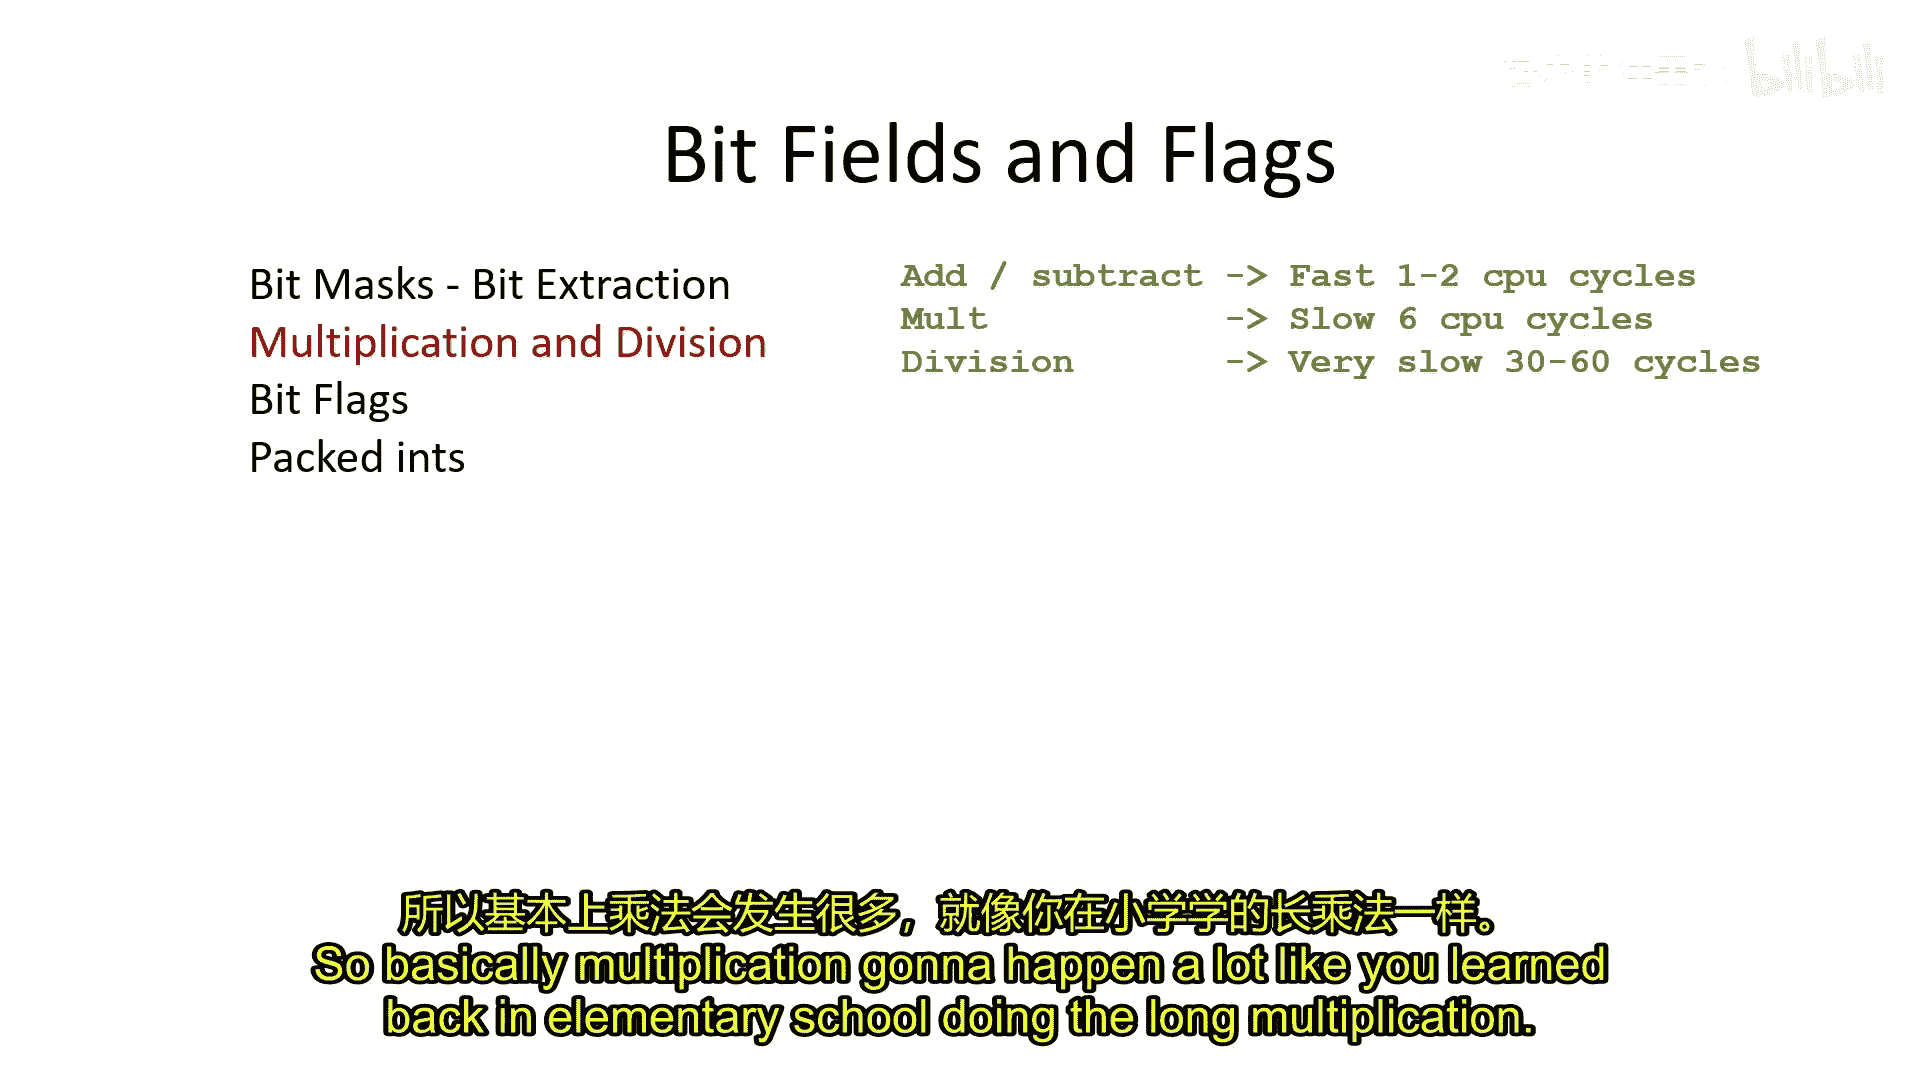 bilibili
Bit Fields and Flags
Bit Masks - Bit Extraction
Multiplication and Division
Bit Flags
Packed ints
Add / subtract -> Fast 1-2 cpu cycles
Mult -> Slow 6 cpu cycles
Division -> Very slow 30-60 cycles
所以基本上乘法会发生很多，就像你在小学学的长乘法一样。
So basically multiplication gonna happen a lot like you learned
back in elementary school doing the long multiplication.